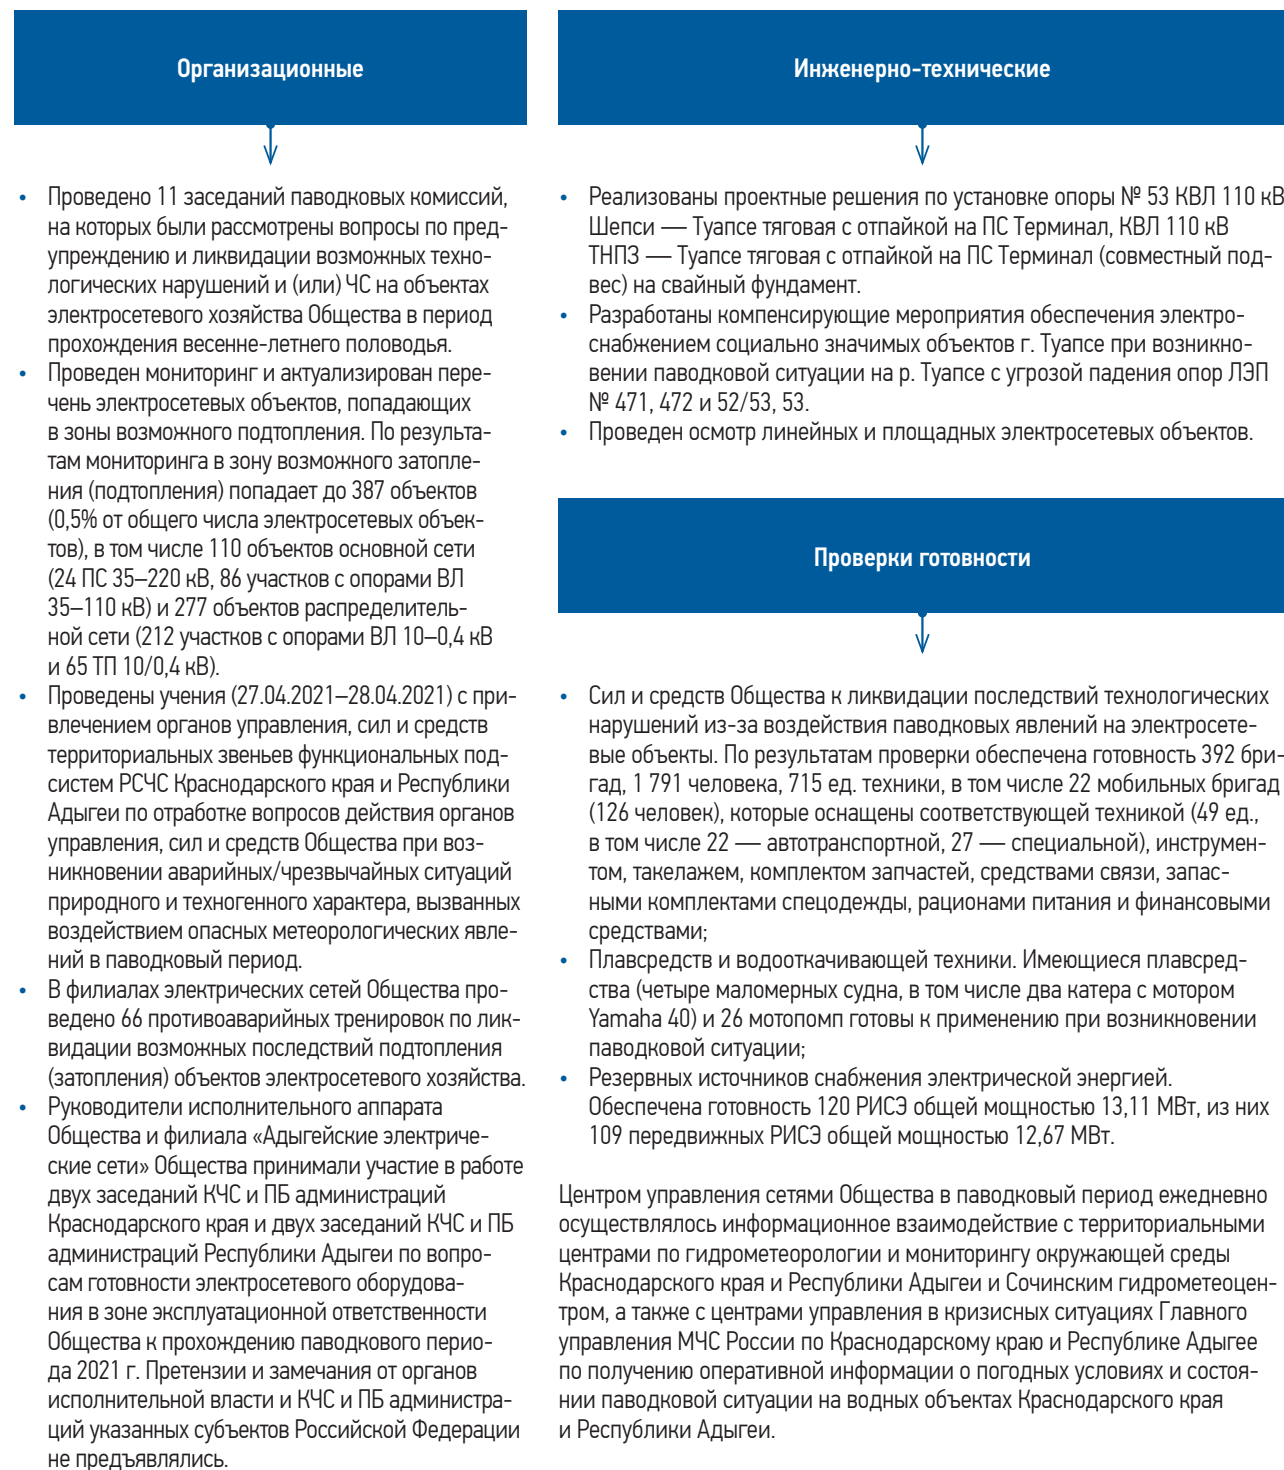 Организационные
• Проведено 11 заседаний паводковых комиссий,
на которых были рассмотрены вопросы по пред-
упреждению и ликвидации возможных техно-
логических нарушений и (или) ЧС на объектах
электросетевого хозяйства Общества в период
прохождения весенне-летнего половодья.
• Проведен мониторинг и актуализирован пере-
чень электросетевых объектов, попадающих
в зоны возможного подтопления. По результа-
там мониторинга в зону возможного затопле-
ния (подтопления) попадает до 387 объектов
(0,5% от общего числа электросетевых объек-
тов), в том числе 110 объектов основной сети
(24 ПС 35–220 кВ, 86 участков с опорами ВЛ
35–110 кВ) и 277 объектов распределитель-
ной сети (212 участков с опорами ВЛ 10–0,4 кВ
и 65 ТП 10/0,4 кВ).
• Проведены учения (27.04.2021–28.04.2021) с при-
влечением органов управления, сил и средств
территориальных звеньев функциональных под-
систем РСЧС Краснодарского края и Республики
Адыгеи по отработке вопросов действия органов
управления, сил и средств Общества при воз-
никновении аварийных/чрезвычайных ситуаций
природного и техногенного характера, вызванных
воздействием опасных метеорологических явле-
ний в паводковый период.
• В филиалах электрических сетей Общества про-
ведено 66 противоаварийных тренировок по лик-
видации возможных последствий подтопления
(затопления) объектов электросетевого хозяйства.
• Руководители исполнительного аппарата
Общества и филиала «Адыгейские электриче-
ские сети» Общества принимали участие в работе
двух заседаний КЧС и ПБ администраций
Краснодарского края и двух заседаний КЧС и ПБ
администраций Республики Адыгеи по вопро-
сам готовности электросетевого оборудова-
ния в зоне эксплуатационной ответственности
Общества к прохождению паводкового перио-
да 2021 г. Претензии и замечания от органов
исполнительной власти и КЧС и ПБ администра-
ций указанных субъектов Российской Федерации
не предъявлялись.
Инженерно-технические
• Реализованы проектные решения по установке опоры № 53 КВЛ 110 кВ
Шепси — Туапсе тяговая с отпайкой на ПС Терминал, КВЛ 110 кВ
ТНПЗ — Туапсе тяговая с отпайкой на ПС Терминал (совместный под-
вес) на свайный фундамент.
• Разработаны компенсирующие мероприятия обеспечения электро-
снабжением социально значимых объектов г. Туапсе при возникно-
вении паводковой ситуации на р. Туапсе с угрозой падения опор ЛЭП
№ 471, 472 и 52/53, 53.
• Проведен осмотр линейных и площадных электросетевых объектов.
Проверки готовности
• Сил и средств Общества к ликвидации последствий технологических
нарушений из-за воздействия паводковых явлений на электросете-
вые объекты. По результатам проверки обеспечена готовность 392 бри-
гад, 1 791 человека, 715 ед. техники, в том числе 22 мобильных бригад
(126 человек), которые оснащены соответствующей техникой (49 ед.,
в том числе 22 — автотранспортной, 27 — специальной), инструмен-
том, такелажем, комплектом запчастей, средствами связи, запас-
ными комплектами спецодежды, рационами питания и финансовыми
средствами;
• Плавсредств и водооткачивающей техники. Имеющиеся плавсред-
ства (четыре маломерных судна, в том числе два катера с мотором
Yamaha 40) и 26 мотопомп готовы к применению при возникновении
паводковой ситуации;
• Резервных источников снабжения электрической энергией.
Обеспечена готовность 120 РИСЭ общей мощностью 13,11 МВт, из них
109 передвижных РИСЭ общей мощностью 12,67 МВт.
Центром управления сетями Общества в паводковый период ежедневно
осуществлялось информационное взаимодействие с территориальными
центрами по гидрометеорологии и мониторингу окружающей среды
Краснодарского края и Республики Адыгеи и Сочинским гидрометеоцен-
тром, а также с центрами управления в кризисных ситуациях Главного
управления МЧС России по Краснодарскому краю и Республике Адыгее
по получению оперативной информации о погодных условиях и состоя-
нии паводковой ситуации на водных объектах Краснодарского края
и Республики Адыгеи.